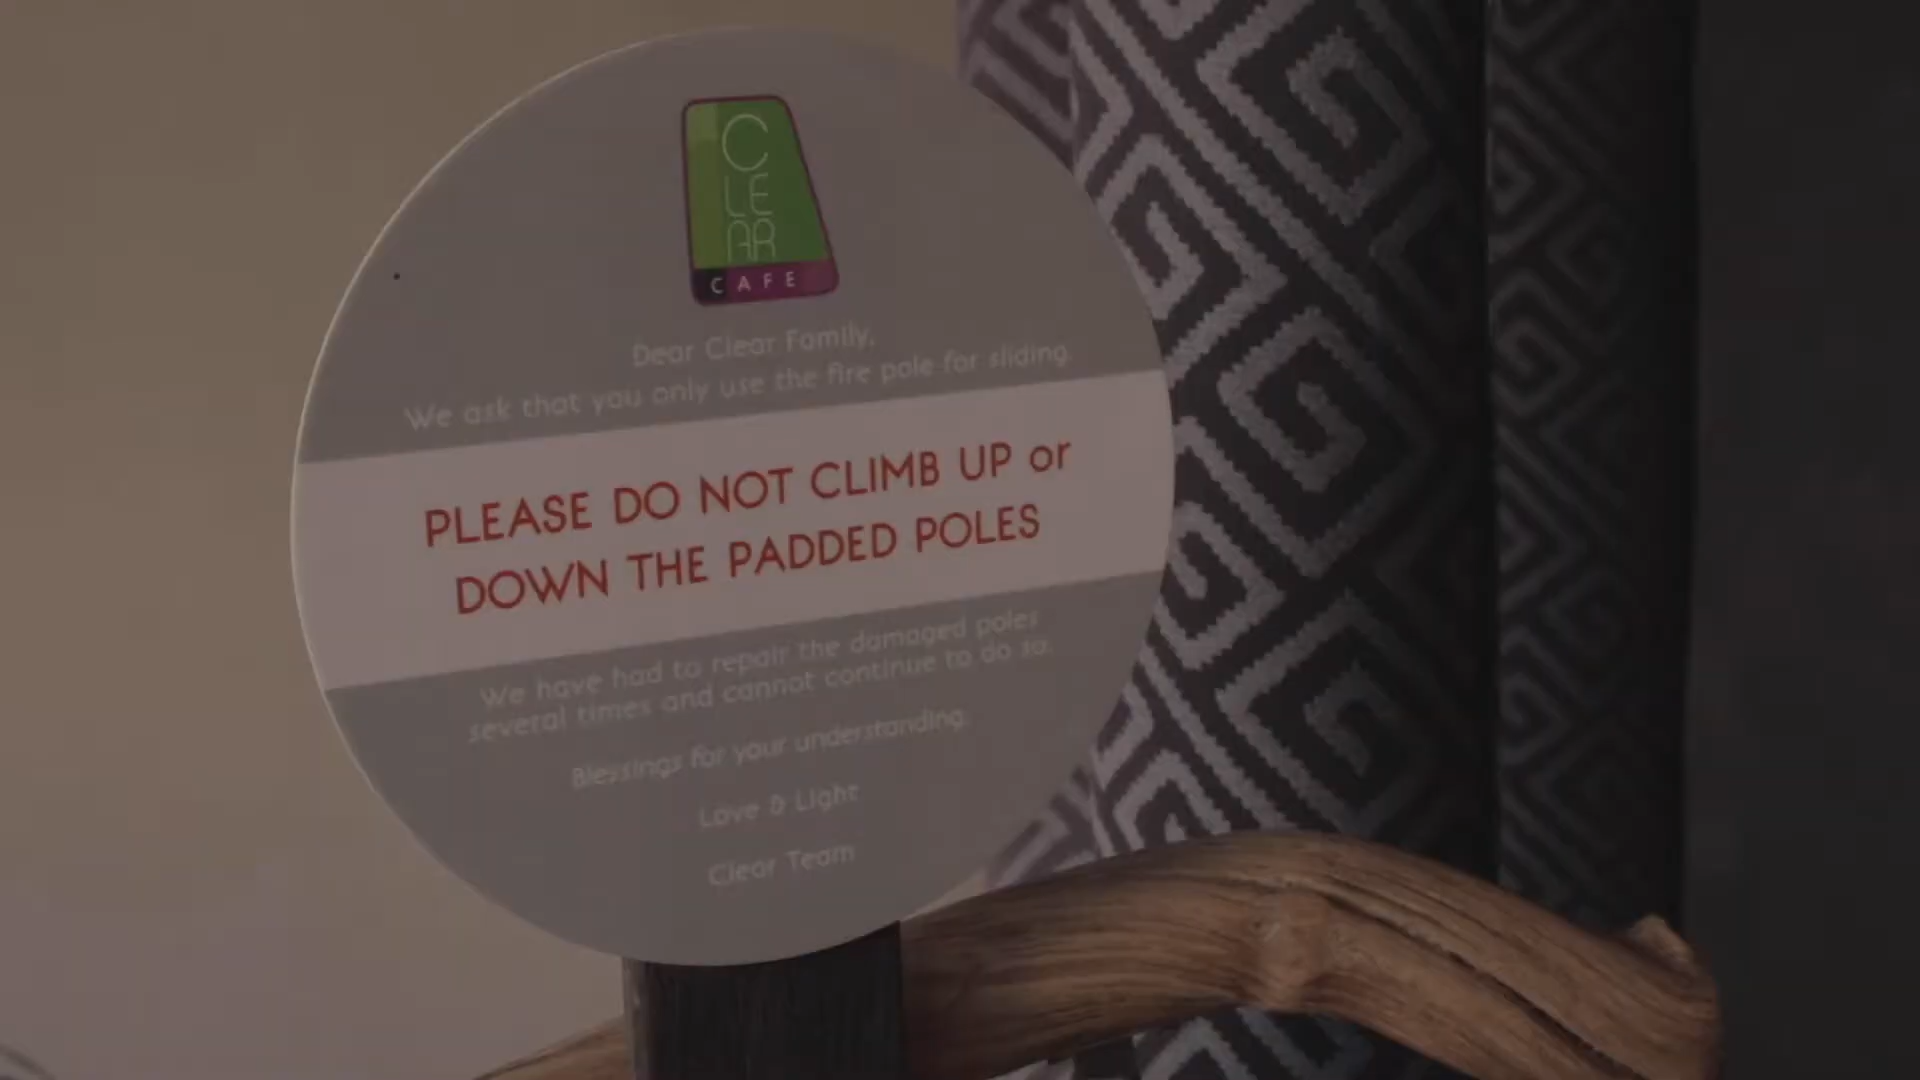 CLEAR
CAFE
Dear Clear Family,
We ask that you only use the fire pole for sliding.
PLEASE DO NOT CLIMB UP or
DOWN THE PADDED POLES
We have had to repair the damaged poles
several times and cannot continue to do so.
Blessings for your understanding.
Love & Light
Clear Team